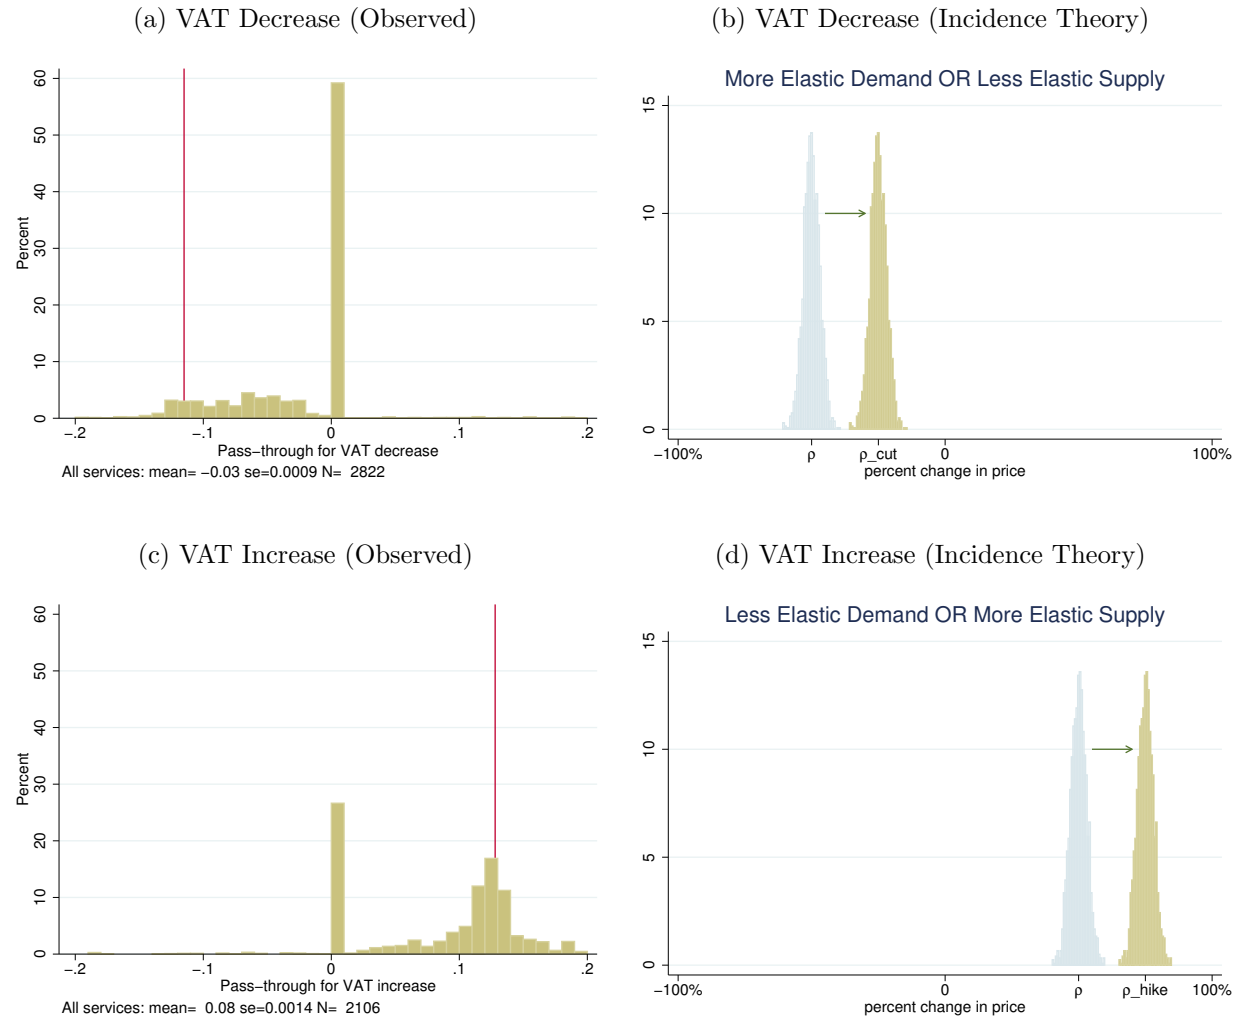 (a) VAT Decrease (Observed)
60
50
40
30
20
10
0
Percent
−.2
−.1
0
.1
.2
Pass−through for VAT decrease
All services: mean= −0.03 se=0.0009 N= 2822
(b) VAT Decrease (Incidence Theory)
More Elastic Demand OR Less Elastic Supply
15
10
5
0
−100%
ρ
ρ_cut
0
100%
percent change in price
(c) VAT Increase (Observed)
60
50
40
30
20
10
0
Percent
−.2
−.1
0
.1
.2
Pass−through for VAT increase
All services: mean= 0.08 se=0.0014 N= 2106
(d) VAT Increase (Incidence Theory)
Less Elastic Demand OR More Elastic Supply
15
10
5
0
−100%
0
ρ
ρ_hike
100%
percent change in price